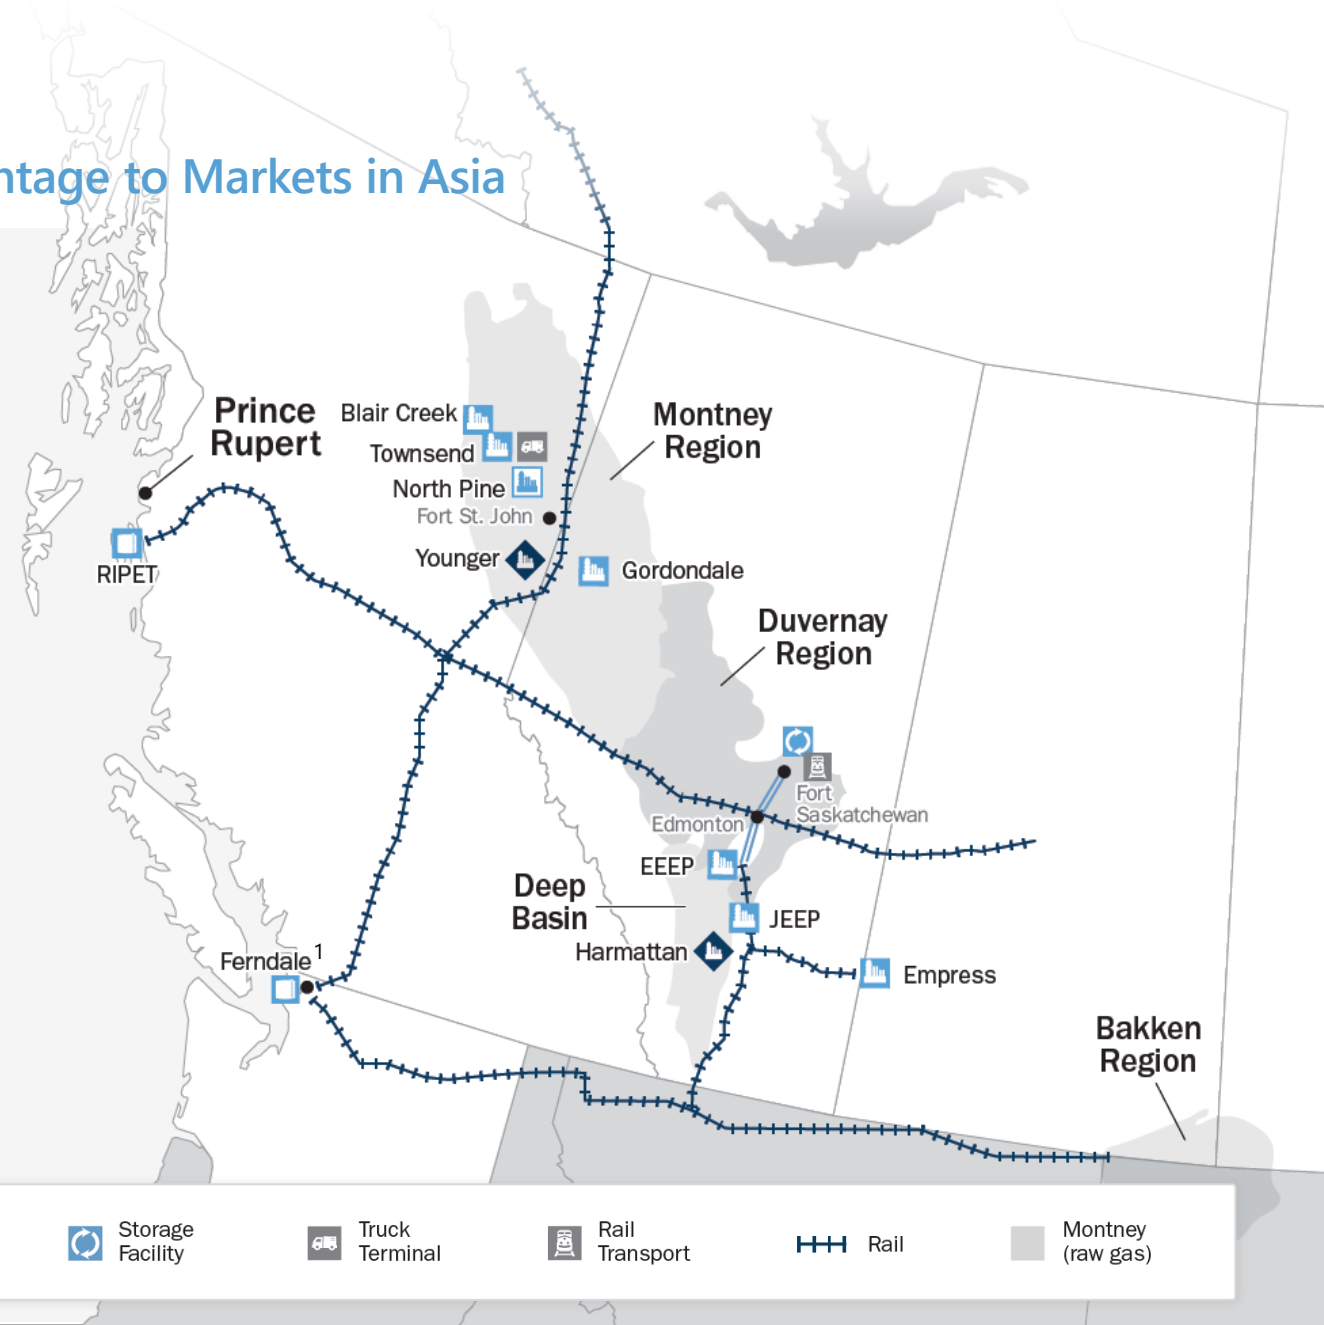 ntage to Markets in Asia
Prince
Rupert
Blair Creek
Townsend
North Pine
Fort St. John
Younger
Montney
Region
RIPET
Gordondale
Duvernay
Region
Fort
Saskatchewan
Edmonton
EEEP
Deep
Basin
JEEP
Harmattan
Ferndale 1
Empress
Bakken
Region
Storage
Facility
Truck
Terminal
Rail
Transport
Rail
Montney
(raw gas)